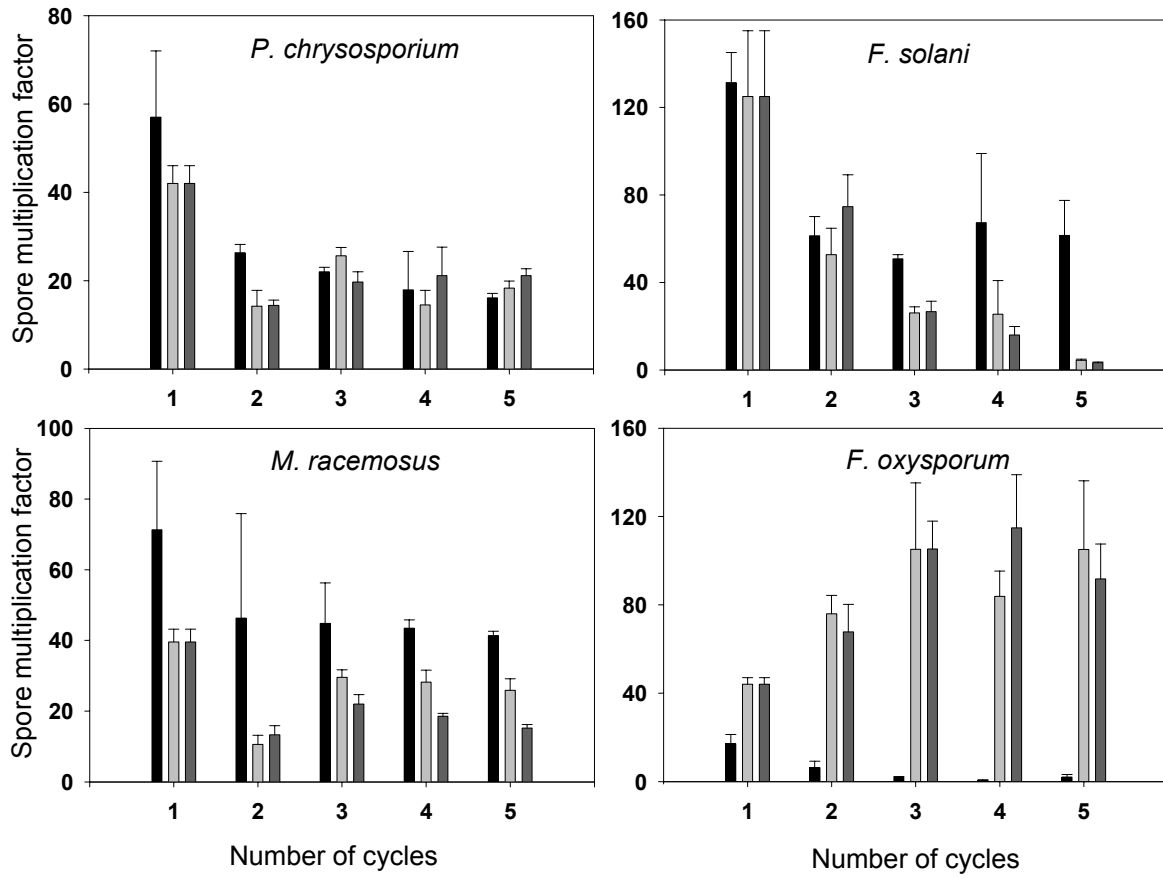 Spore multiplication factor
80
60
40
20
0
P. chrysosporium
1 2 3 4 5
160
120
80
40
0
F. solani
1 2 3 4 5
Spore multiplication factor
100
80
60
40
20
0
M. racemosus
1 2 3 4 5
Number of cycles
160
120
80
40
0
F. oxysporum
1 2 3 4 5
Number of cycles